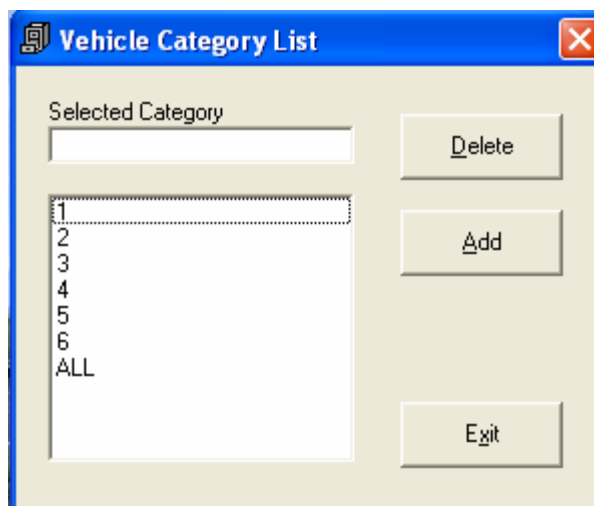 Vehicle Category List
Selected Category
Delete
1
2
3
4
5
6
ALL
Add
Exit